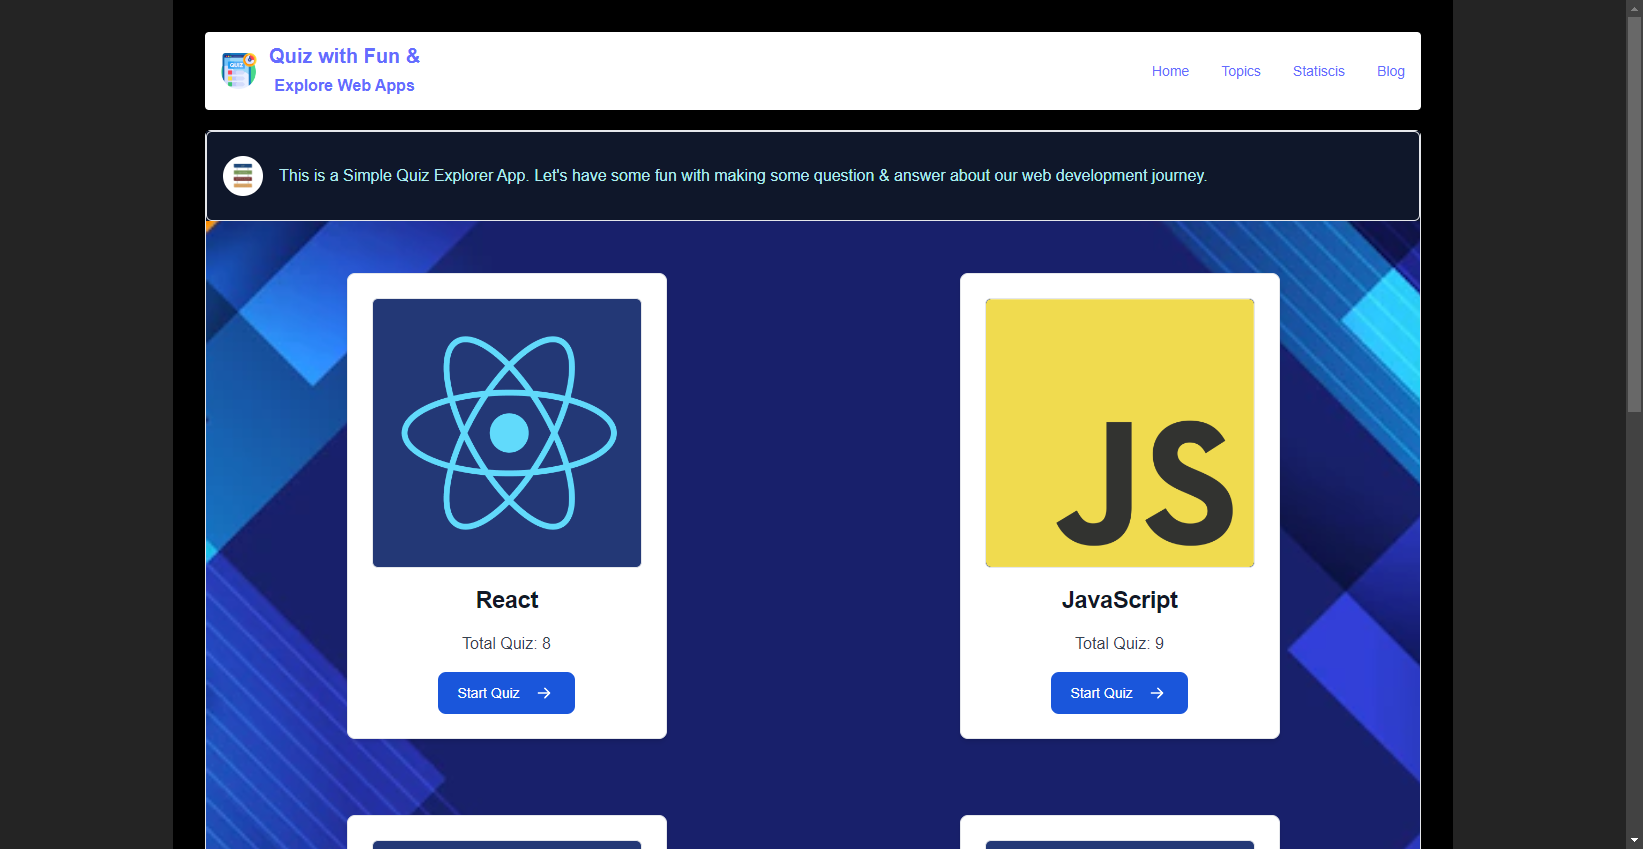 QUIZ
Quiz with Fun &
Explore Web Apps
Home
Topics
Statiscis
Blog
This is a Simple Quiz Explorer App. Let's have some fun with making some question & answer about our web development journey.
JS
React
Total Quiz: 8
Start Quiz
JavaScript
Total Quiz: 9
Start Quiz